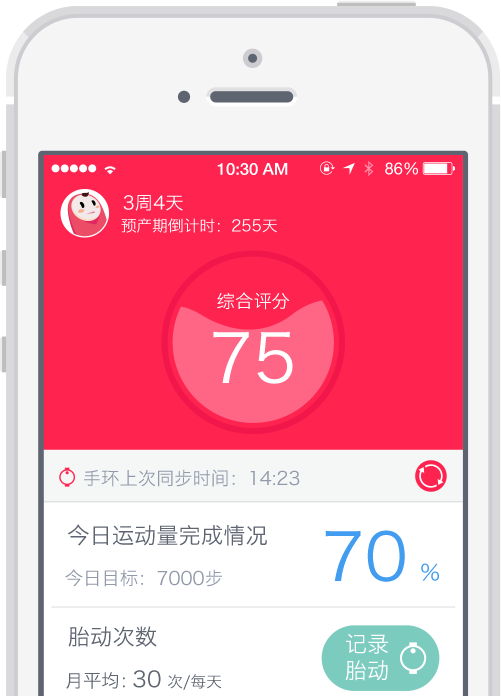 10:30 AM 86%
3周4天
预产期倒计时：255天
综合评分
75
手环上次同步时间：14:23
今日运动量完成情况
70 %
今日目标：7000步
胎动次数
记录
胎动
月平均：30 次/每天